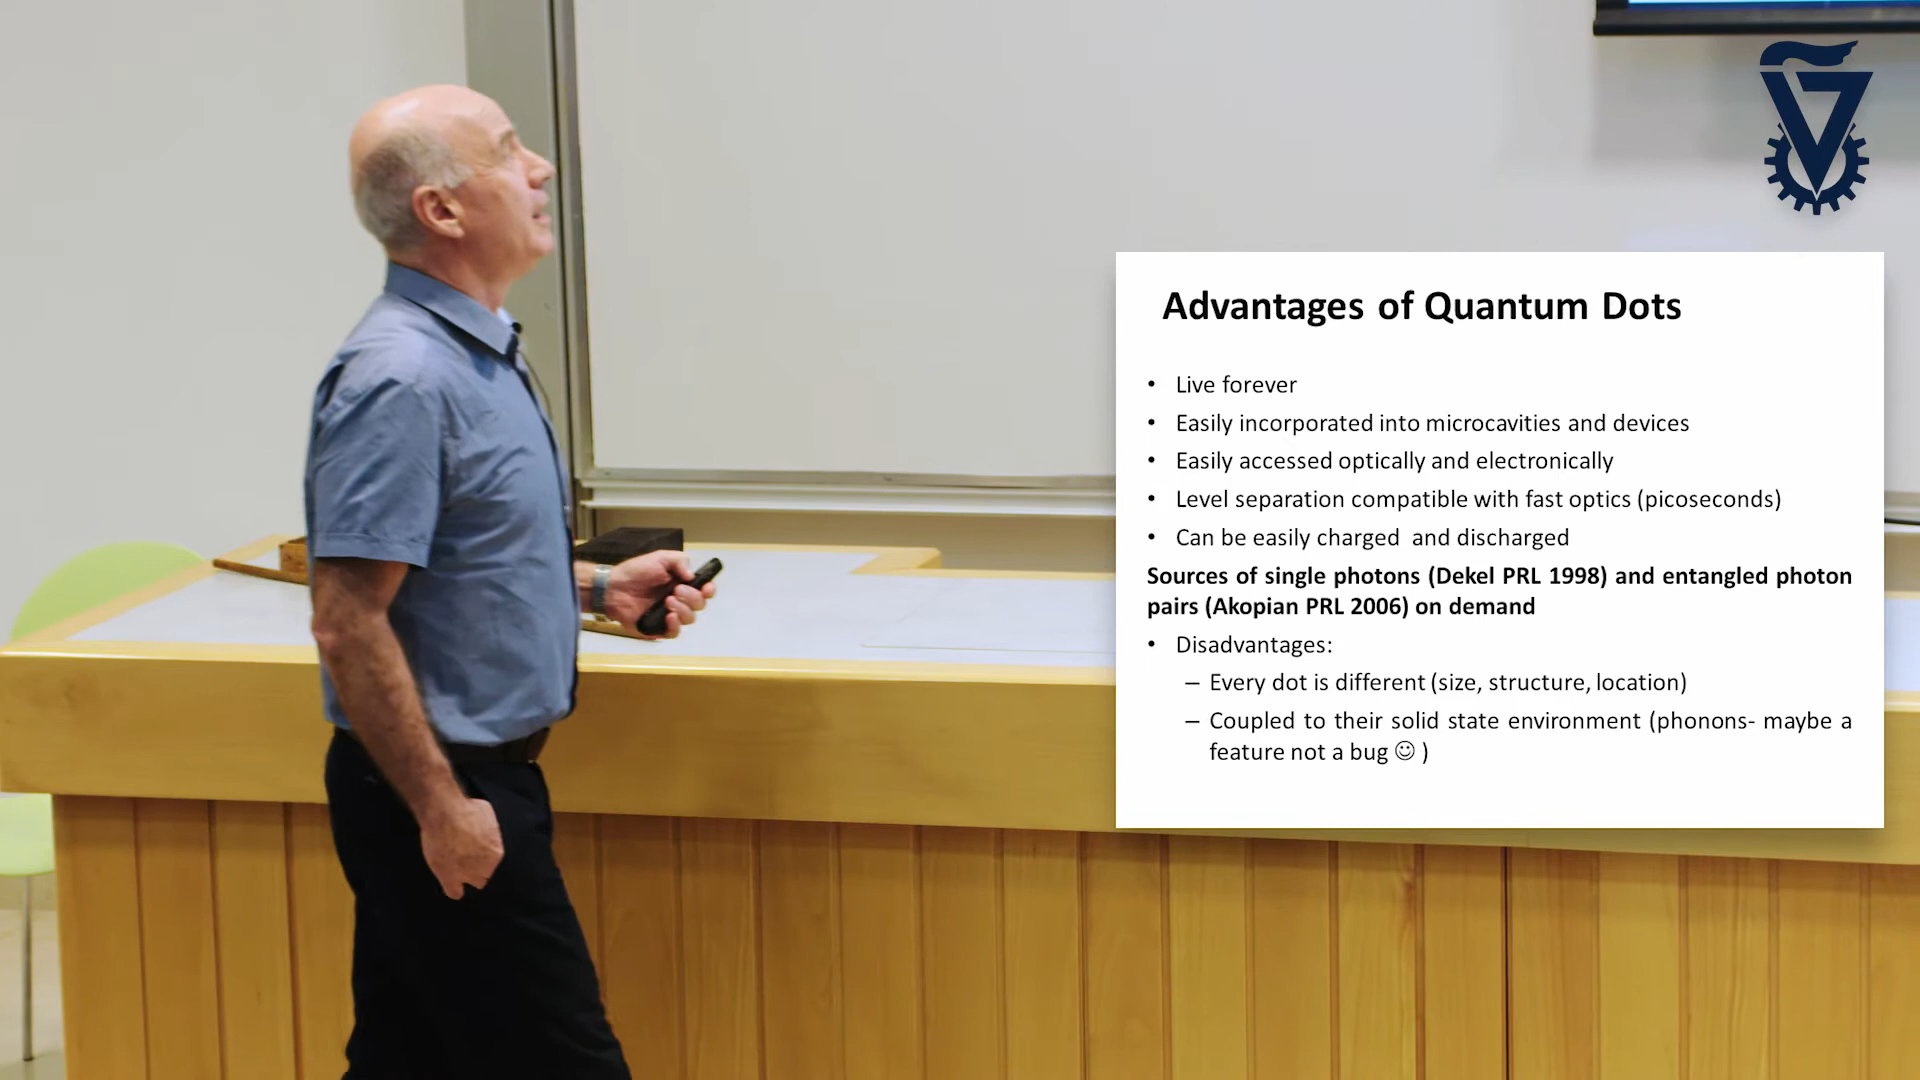 Advantages of Quantum Dots
• Live forever
• Easily incorporated into microcavities and devices
• Easily accessed optically and electronically
• Level separation compatible with fast optics (picoseconds)
• Can be easily charged and discharged
Sources of single photons (Dekel PRL 1998) and entangled photon
pairs (Akopian PRL 2006) on demand
• Disadvantages:
– Every dot is different (size, structure, location)
– Coupled to their solid state environment (phonons- maybe a
feature not a bug ☺ )